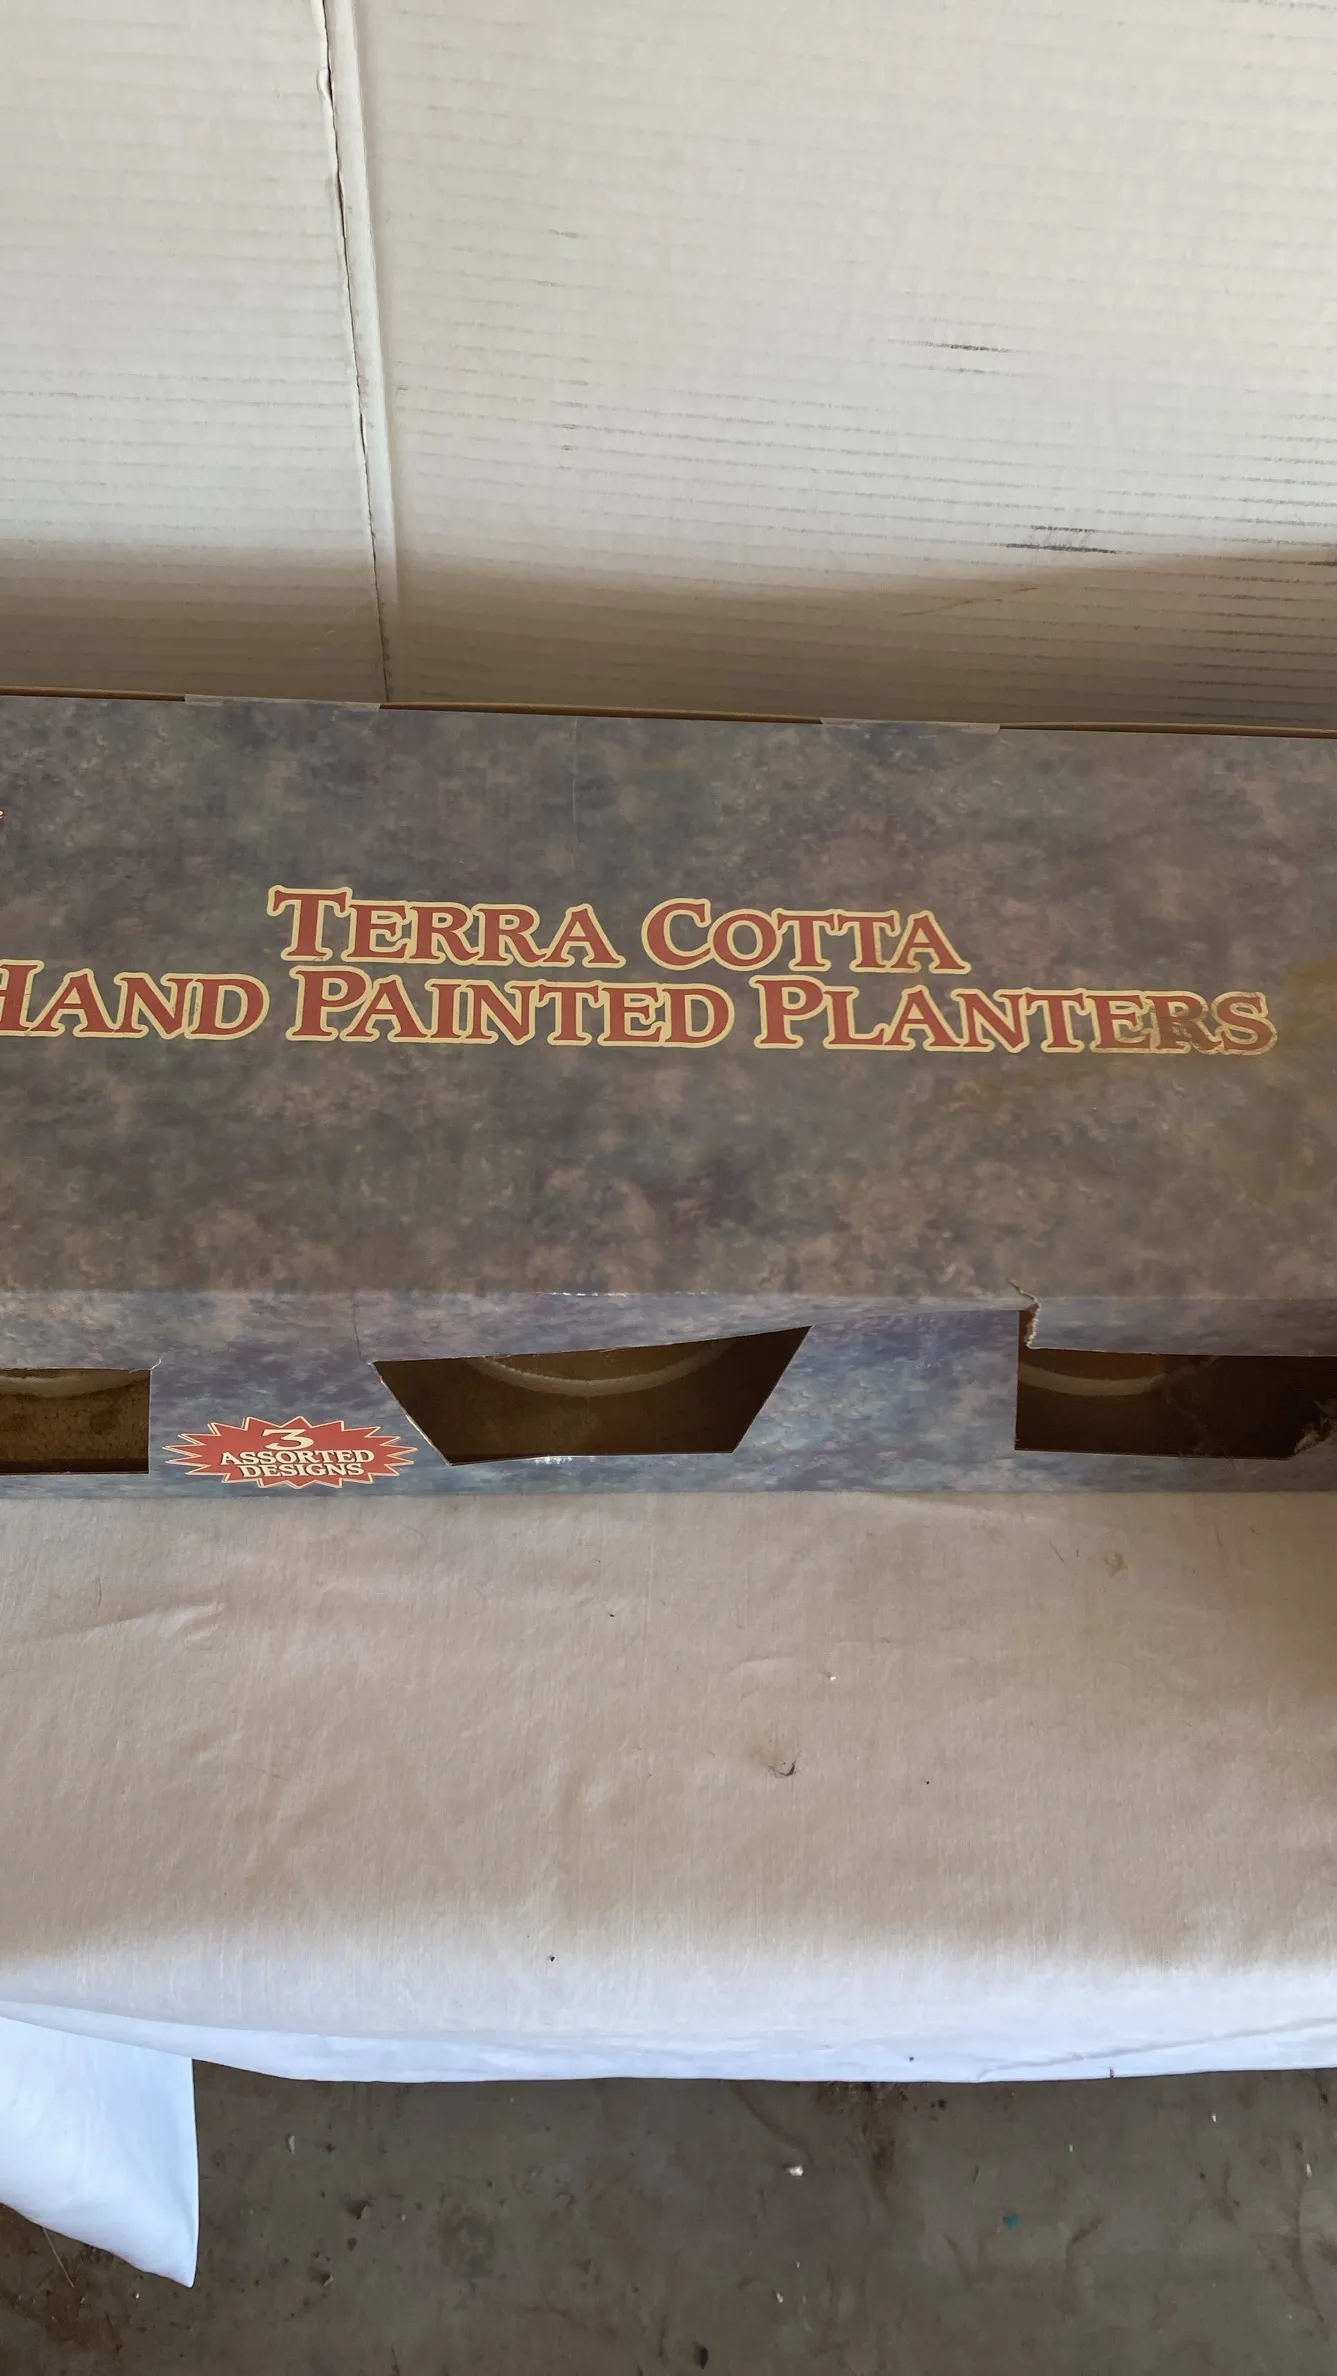 TERRA COTTA
HAND PAINTED PLANTERS
3
ASSORTED
DESIGNS